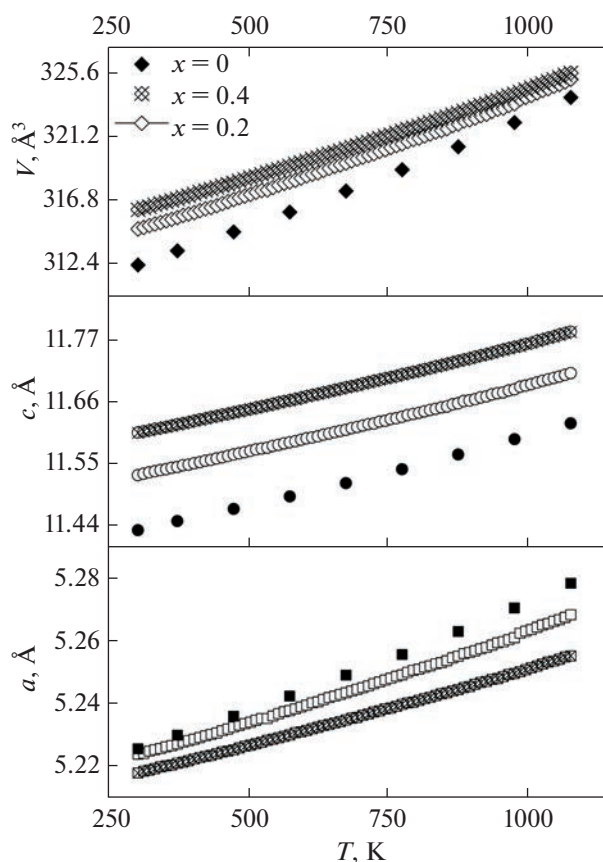 250 500 750 1000
325.6
321.2
316.8
312.4
V, Å³
x = 0
x = 0.4
x = 0.2
11.77
11.66
11.55
11.44
c, Å
5.28
5.26
5.24
5.22
a, Å
250 500 750 1000
T, K